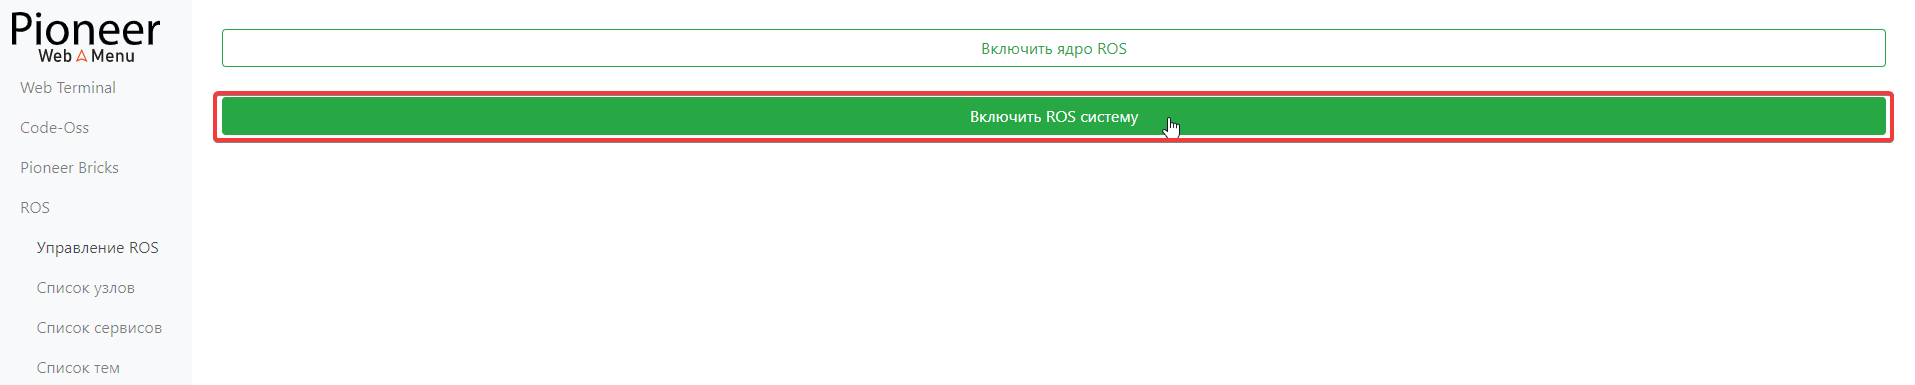 Pioneer
Web Menu
Web Terminal
Code-Oss
Pioneer Bricks
ROS
Управление ROS
Список узлов
Список сервисов
Список тем
Включить ядро ROS
Включить ROS систему